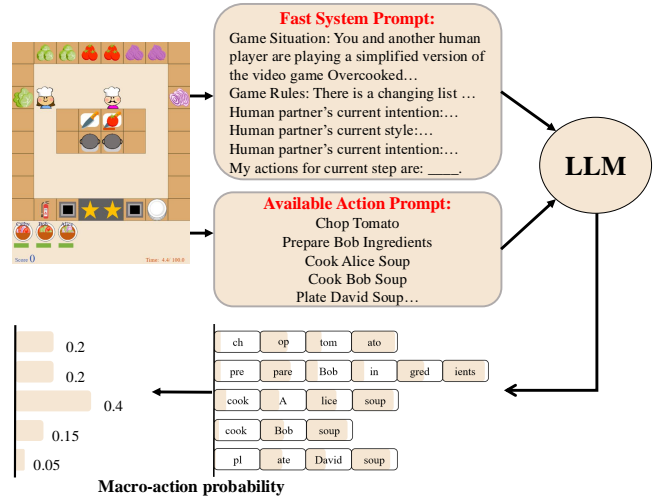 Fast System Prompt:
Game Situation: You and another human
player are playing a simplified version of
the video game Overcooked…
Game Rules: There is a changing list …
Human partner's current intention:…
Human partner's current style:…
Human partner's current intention:…
My actions for current step are: ____.
LLM
Available Action Prompt:
Chop Tomato
Prepare Bob Ingredients
Cook Alice Soup
Cook Bob Soup
Plate David Soup…
Bob
Score 0
Time: 4.4/ 100.0
0.2
0.2
0.4
0.15
0.05
ch op tom ato
pre pare Bob in gred ients
cook A lice soup
cook Bob soup
pl ate David soup
Macro-action probability